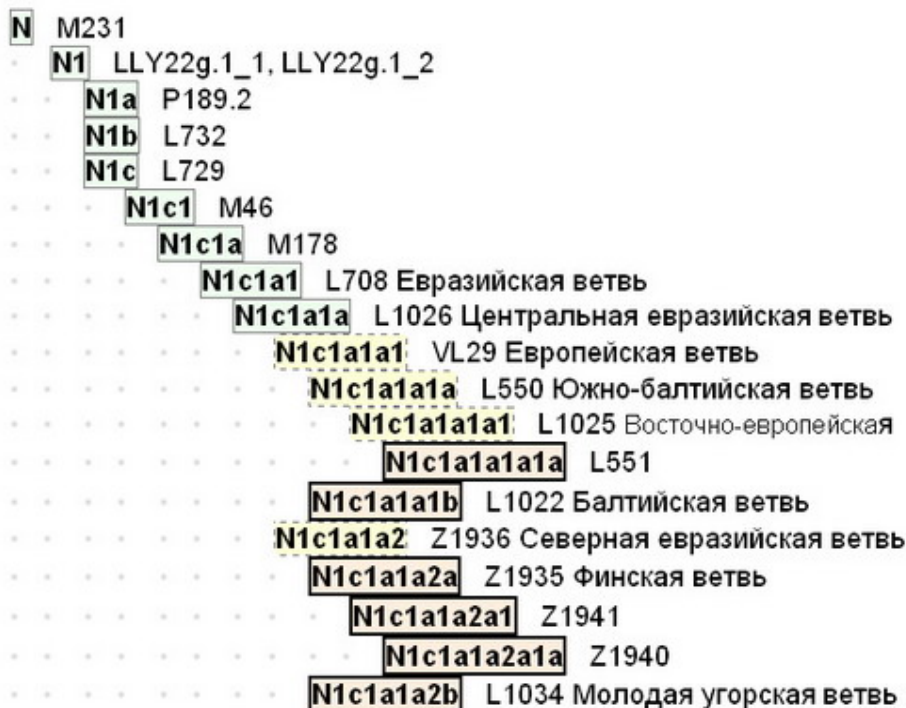 N M231
N1 LLY22g.1_1, LLY22g.1_2
N1a P189.2
N1b L732
N1c L729
N1c1 M46
N1c1a M178
N1c1a1 L708 Евразийская ветвь
N1c1a1a L1026 Центральная евразийская ветвь
N1c1a1a1 VL29 Европейская ветвь
N1c1a1a1a L550 Южно-балтийская ветвь
N1c1a1a1a1 L1025 Восточно-европейская
N1c1a1a1a1a L551
N1c1a1a1b L1022 Балтийская ветвь
N1c1a1a2 Z1936 Северная евразийская ветвь
N1c1a1a2a Z1935 Финская ветвь
N1c1a1a2a1 Z1941
N1c1a1a2a1a Z1940
N1c1a1a2b L1034 Молодая угорская ветвь